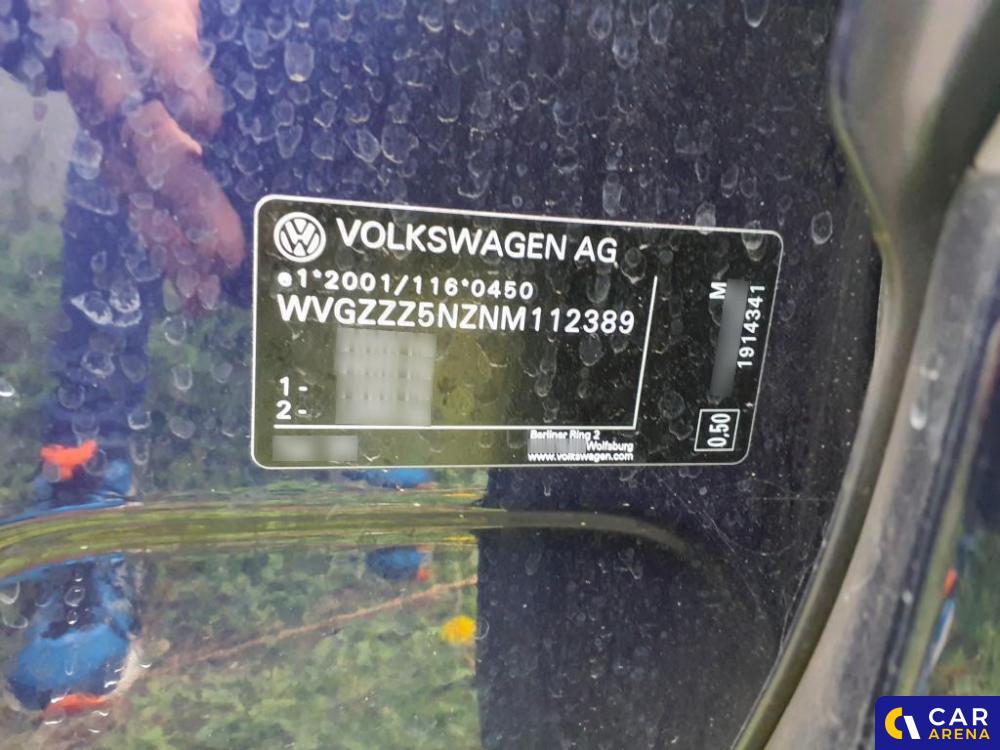 VOLKSWAGEN AG
e1*2001/116*0450
WVGZZZ5NZNM112389
1-
2-
Berliner Ring 2
Wolfsburg
www.volkswagen.com
M
1914341
0,50
CAR
ARENA